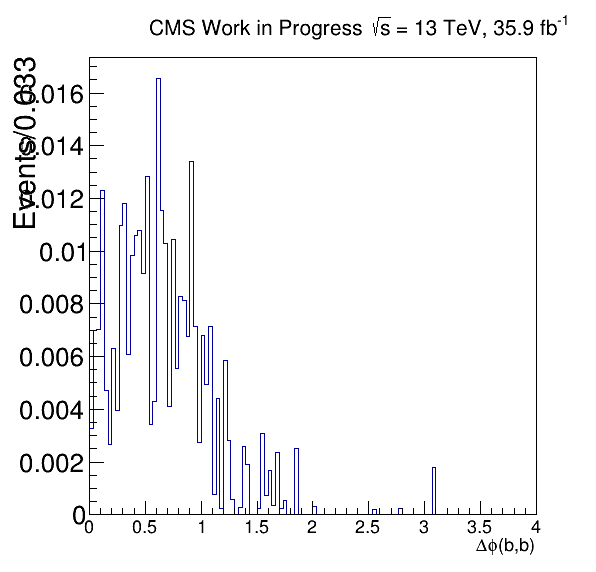 CMS Work in Progress √s = 13 TeV, 35.9 fb⁻¹
Events/0.033
0.016
0.014
0.012
0.01
0.008
0.006
0.004
0.002
0
0 0.5 1 1.5 2 2.5 3 3.5 4
Δϕ(b,b)